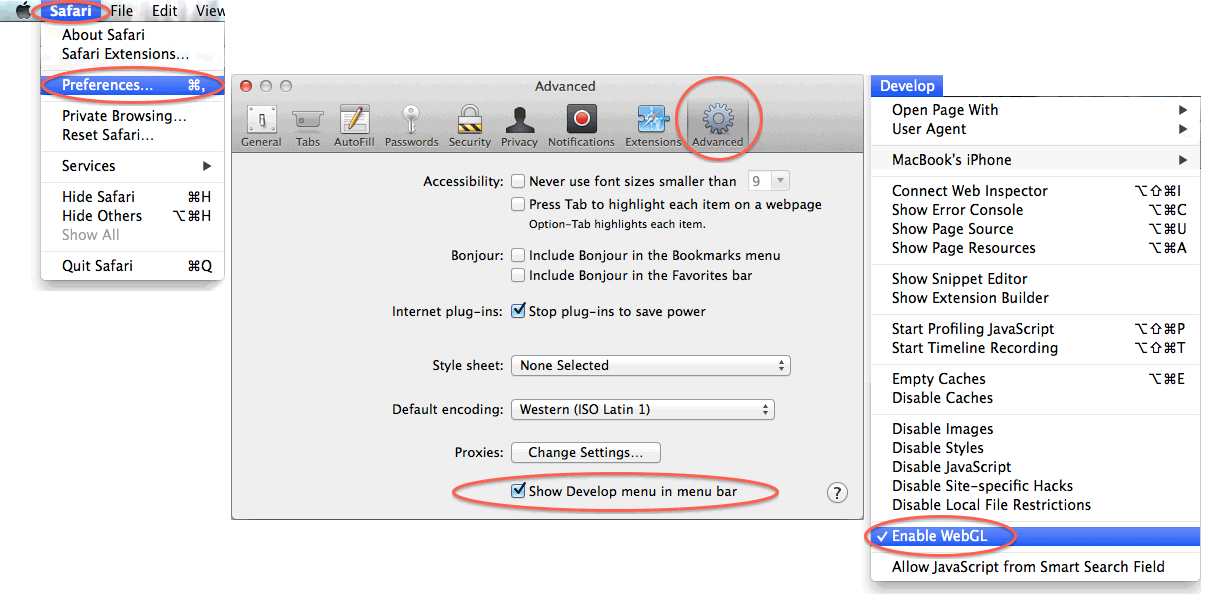 Safari File Edit View
About Safari
Safari Extensions...
Preferences... ⌘,
Private Browsing...
Reset Safari...
Services ▶
Hide Safari ⌘H
Hide Others ⌥⌘H
Show All
Quit Safari ⌘Q
Advanced
General Tabs AutoFill Passwords Security Privacy Notifications Extensions Advanced
Accessibility: Never use font sizes smaller than 9
Press Tab to highlight each item on a webpage
Option-Tab highlights each item.
Bonjour: Include Bonjour in the Bookmarks menu
Include Bonjour in the Favorites bar
Internet plug-ins: Stop plug-ins to save power
Style sheet: None Selected
Default encoding: Western (ISO Latin 1)
Proxies: Change Settings...
Show Develop menu in menu bar ?
Develop
Open Page With ▶
User Agent ▶
MacBook's iPhone ▶
Connect Web Inspector ⌥⇧⌘I
Show Error Console ⌥⌘C
Show Page Source ⌥⌘U
Show Page Resources ⌥⌘A
Show Snippet Editor
Show Extension Builder
Start Profiling JavaScript ⌥⇧⌘P
Start Timeline Recording ⌥⇧⌘T
Empty Caches ⌥⌘E
Disable Caches
Disable Images
Disable Styles
Disable JavaScript
Disable Site-specific Hacks
Disable Local File Restrictions
✓ Enable WebGL
Allow JavaScript from Smart Search Field